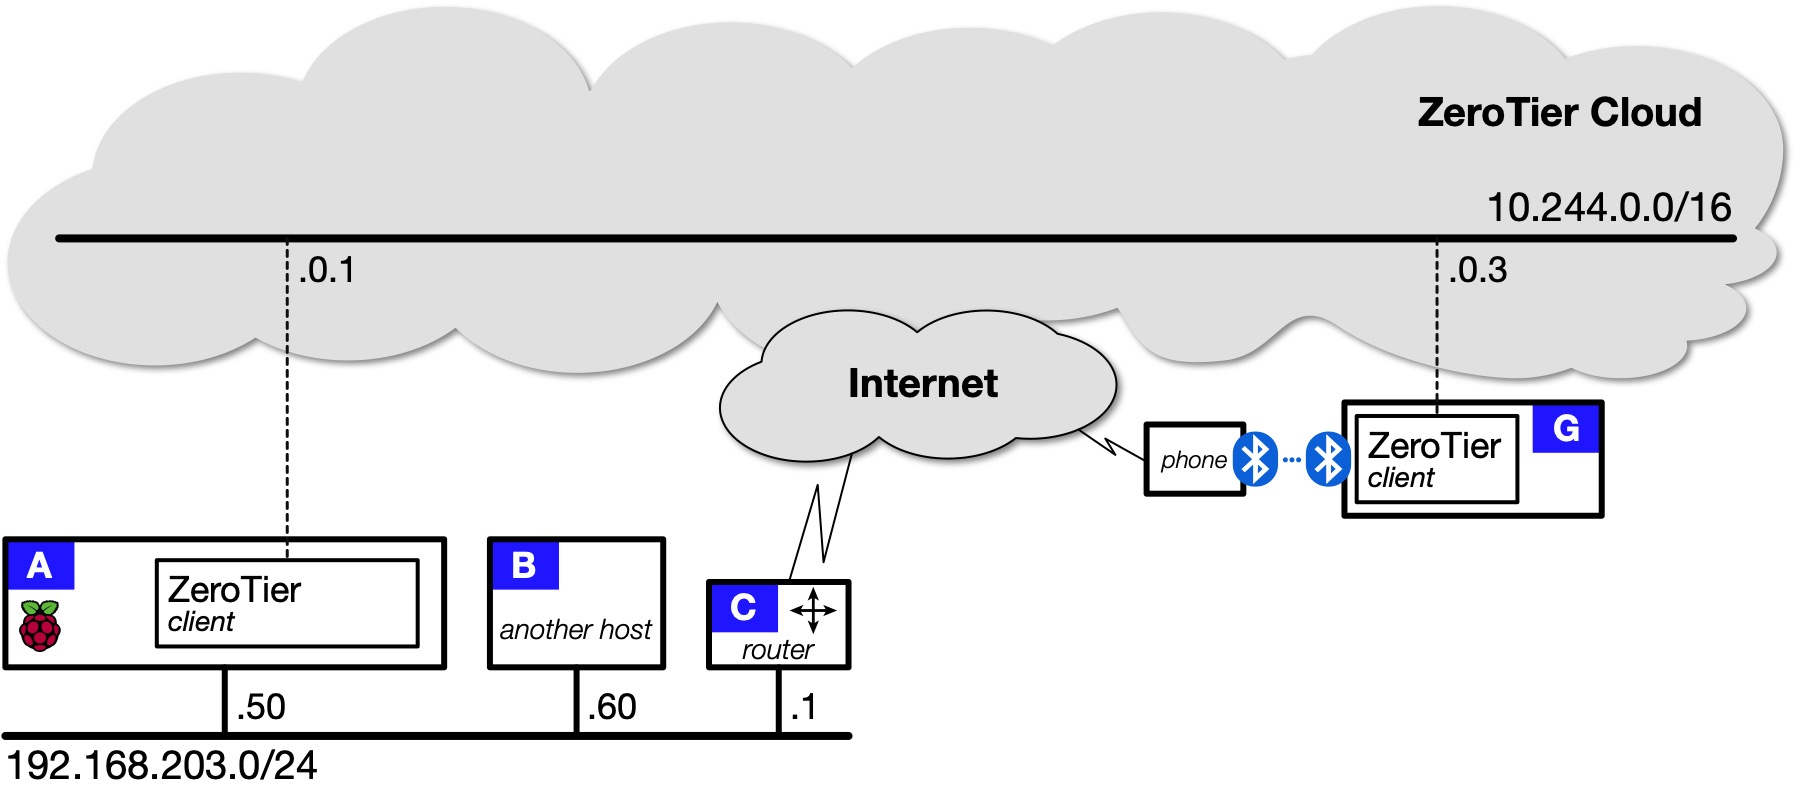 ZeroTier Cloud
10.244.0.0/16
.0.1
.0.3
Internet
phone
ZeroTier
client
G
A
ZeroTier
client
B
another host
C
router
.50
.60
.1
192.168.203.0/24